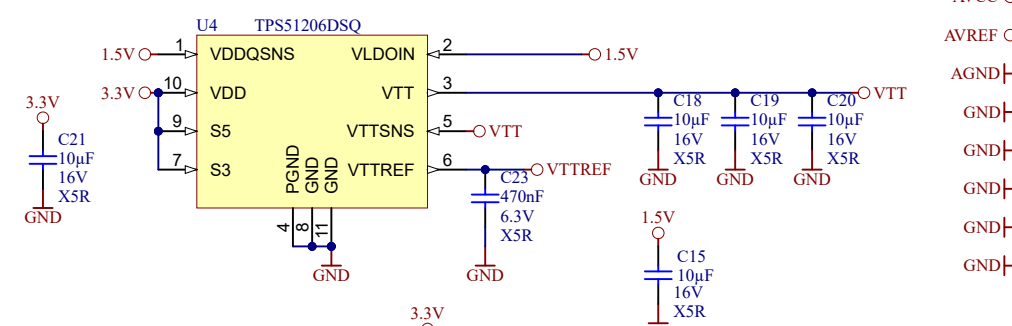 U4 TPS51206DSQ
AVREF
AGND
GND
GND
GND
GND
GND
1.5V 1 VDDQSNS VLDOIN 2 1.5V
3.3V 10 VDD VTT 3 VTT
9 S5 VTTSNS 5 VTT
7 S3 VTTREF 6 VTTREF
PGND GND GND
4 8 11
GND
3.3V
C21
10µF
16V
X5R
GND
C18
10µF
16V
X5R
GND
C19
10µF
16V
X5R
GND
C20
10µF
16V
X5R
GND
C23
470nF
6.3V
X5R
GND
1.5V
C15
10µF
16V
X5R
3.3V